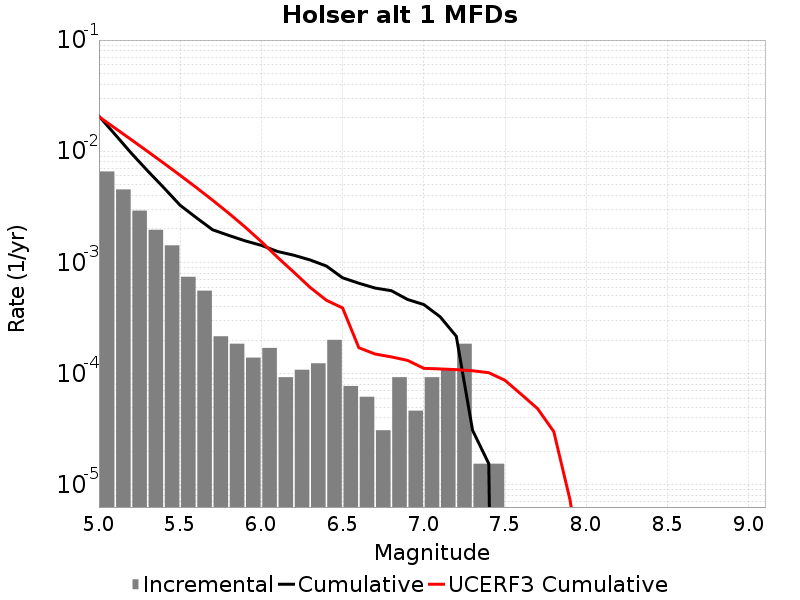 Holser alt 1 MFDs
10-1
10-2
10-3
10-4
10-5
Rate (1/yr)
5.0 5.5 6.0 6.5 7.0 7.5 8.0 8.5 9.0
Magnitude
Incremental Cumulative UCERF3 Cumulative